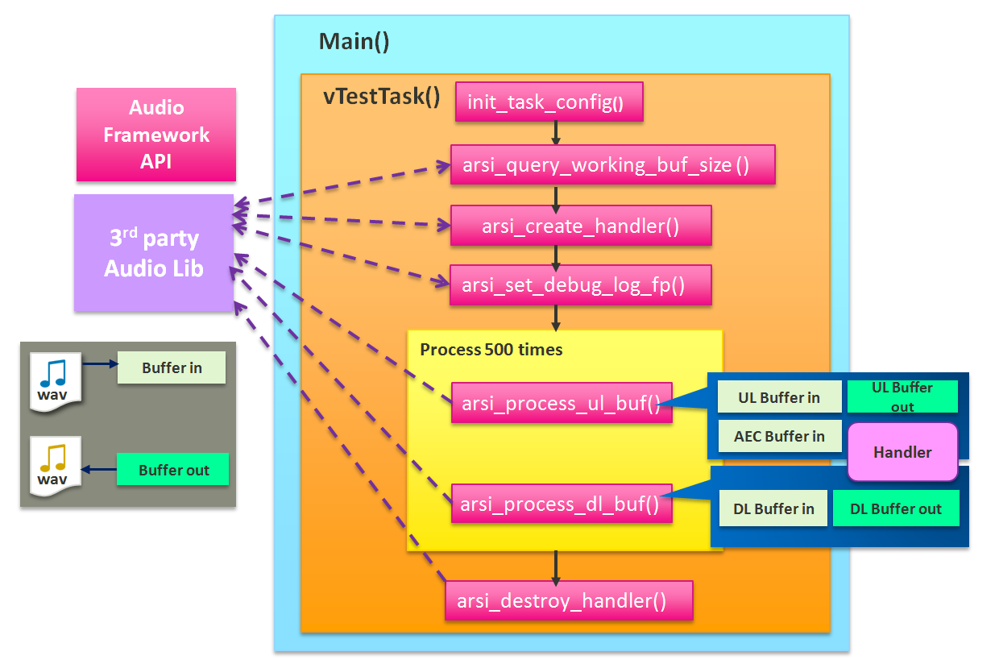 Main()
vTestTask()
init_task_config()
Audio
Framework
API
arsi_query_working_buf_size ()
3rd party
Audio Lib
arsi_create_handler()
arsi_set_debug_log_fp()
Process 500 times
wav
Buffer in
wav
Buffer out
arsi_process_ul_buf()
UL Buffer in
UL Buffer
out
AEC Buffer in
Handler
arsi_process_dl_buf()
DL Buffer in
DL Buffer out
arsi_destroy_handler()